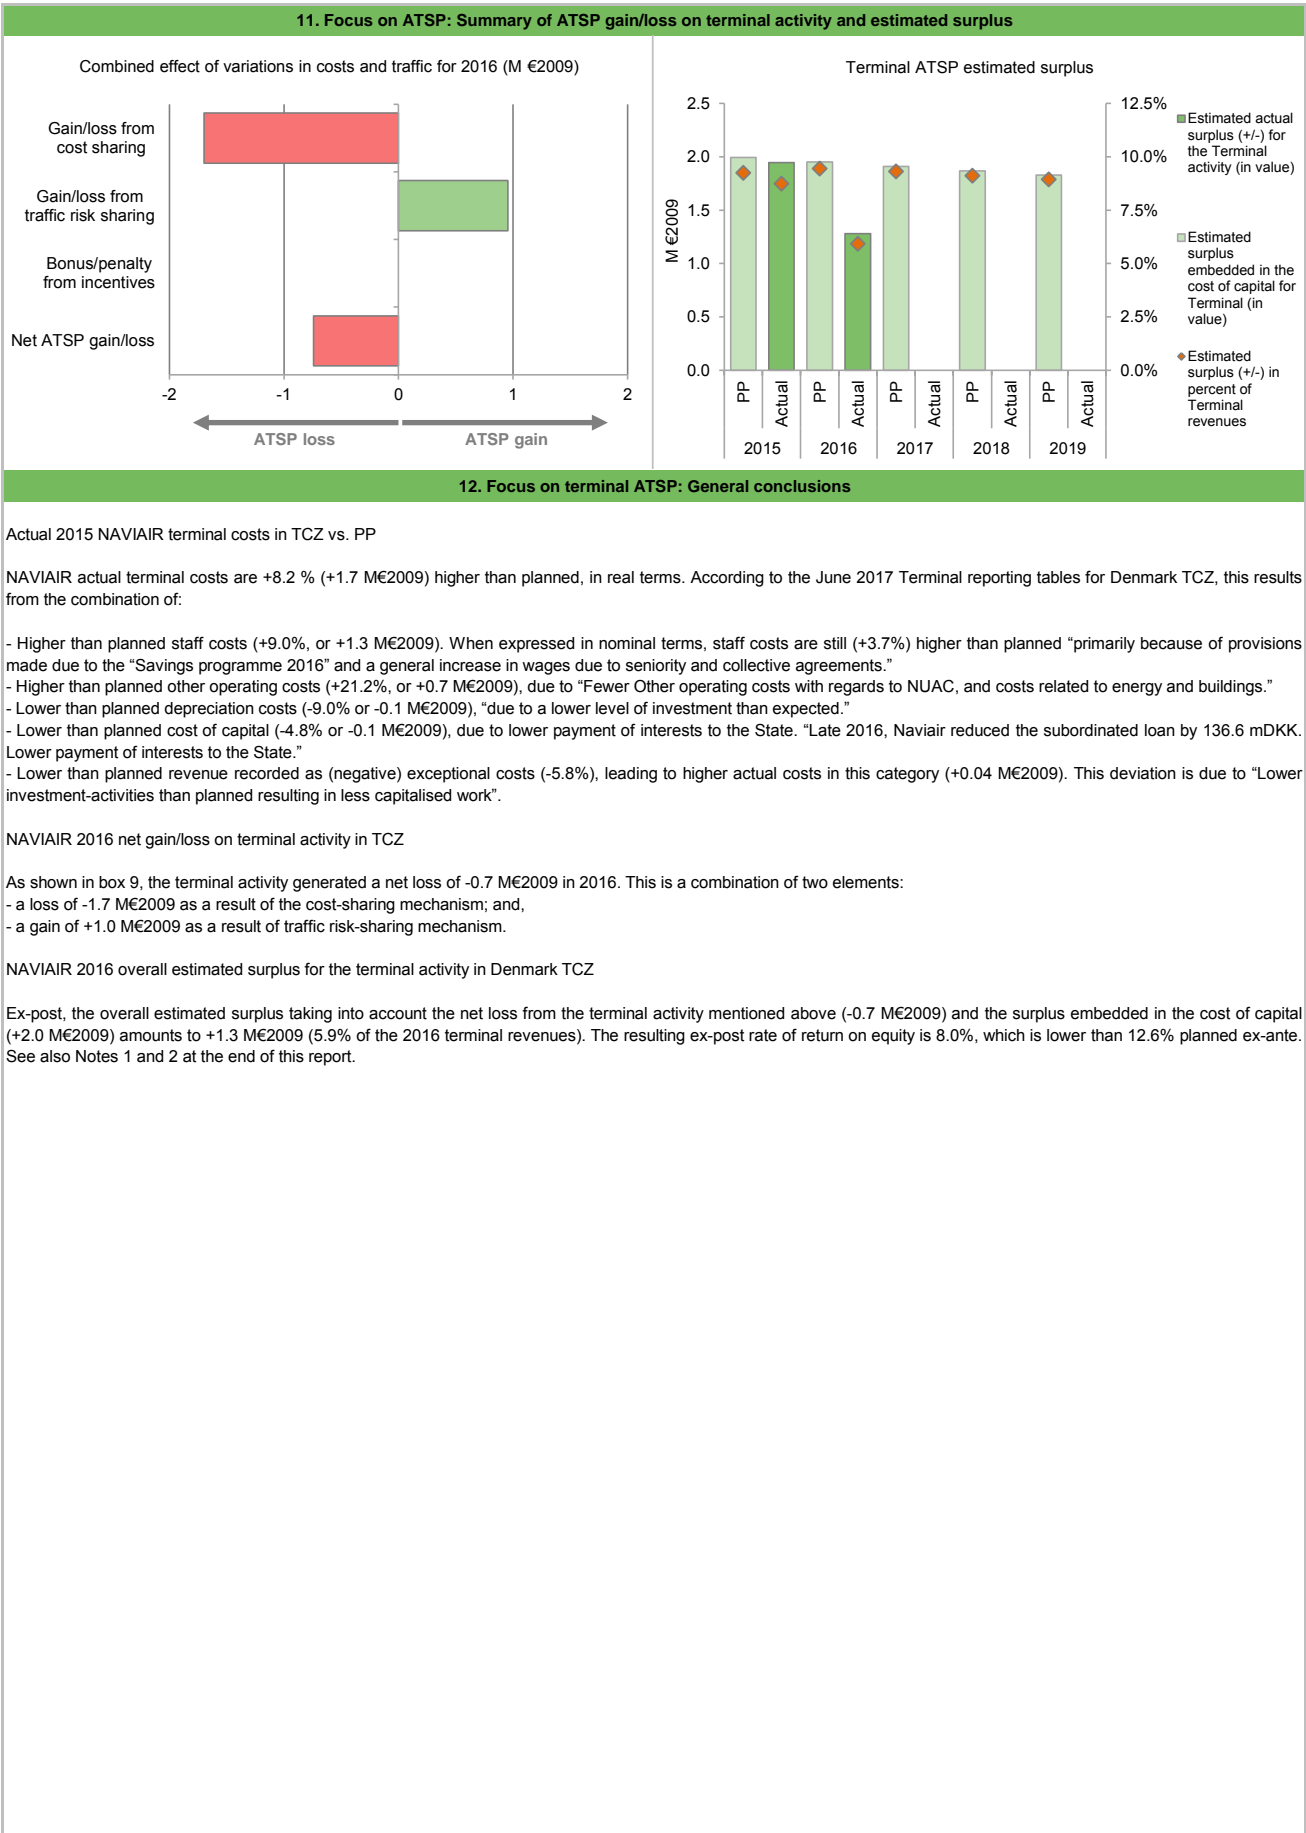 11. Focus on ATSP: Summary of ATSP gain/loss on terminal activity and estimated surplus
Combined effect of variations in costs and traffic for 2016 (M €2009)
Gain/loss from
cost sharing
Gain/loss from
traffic risk sharing
Bonus/penalty
from incentives
Net ATSP gain/loss
-2 -1 0 1 2
ATSP loss ATSP gain
Terminal ATSP estimated surplus
M €2009
2.5
2.0
1.5
1.0
0.5
0.0
12.5%
10.0%
7.5%
5.0%
2.5%
0.0%
PP Actual PP Actual PP Actual PP Actual PP Actual
2015 2016 2017 2018 2019
Estimated actual
surplus (+/-) for
the Terminal
activity (in value)
Estimated
surplus
embedded in the
cost of capital for
Terminal (in
value)
Estimated
surplus (+/-) in
percent of
Terminal
revenues
12. Focus on terminal ATSP: General conclusions
Actual 2015 NAVIAIR terminal costs in TCZ vs. PP
NAVIAIR actual terminal costs are +8.2 % (+1.7 M€2009) higher than planned, in real terms. According to the June 2017 Terminal reporting tables for Denmark TCZ, this results
from the combination of:
- Higher than planned staff costs (+9.0%, or +1.3 M€2009). When expressed in nominal terms, staff costs are still (+3.7%) higher than planned “primarily because of provisions
made due to the “Savings programme 2016” and a general increase in wages due to seniority and collective agreements.”
- Higher than planned other operating costs (+21.2%, or +0.7 M€2009), due to “Fewer Other operating costs with regards to NUAC, and costs related to energy and buildings.”
- Lower than planned depreciation costs (-9.0% or -0.1 M€2009), “due to a lower level of investment than expected.”
- Lower than planned cost of capital (-4.8% or -0.1 M€2009), due to lower payment of interests to the State. “Late 2016, Naviair reduced the subordinated loan by 136.6 mDKK.
Lower payment of interests to the State.”
- Lower than planned revenue recorded as (negative) exceptional costs (-5.8%), leading to higher actual costs in this category (+0.04 M€2009). This deviation is due to “Lower
investment-activities than planned resulting in less capitalised work”.
NAVIAIR 2016 net gain/loss on terminal activity in TCZ
As shown in box 9, the terminal activity generated a net loss of -0.7 M€2009 in 2016. This is a combination of two elements:
- a loss of -1.7 M€2009 as a result of the cost-sharing mechanism; and,
- a gain of +1.0 M€2009 as a result of traffic risk-sharing mechanism.
NAVIAIR 2016 overall estimated surplus for the terminal activity in Denmark TCZ
Ex-post, the overall estimated surplus taking into account the net loss from the terminal activity mentioned above (-0.7 M€2009) and the surplus embedded in the cost of capital
(+2.0 M€2009) amounts to +1.3 M€2009 (5.9% of the 2016 terminal revenues). The resulting ex-post rate of return on equity is 8.0%, which is lower than 12.6% planned ex-ante.
See also Notes 1 and 2 at the end of this report.